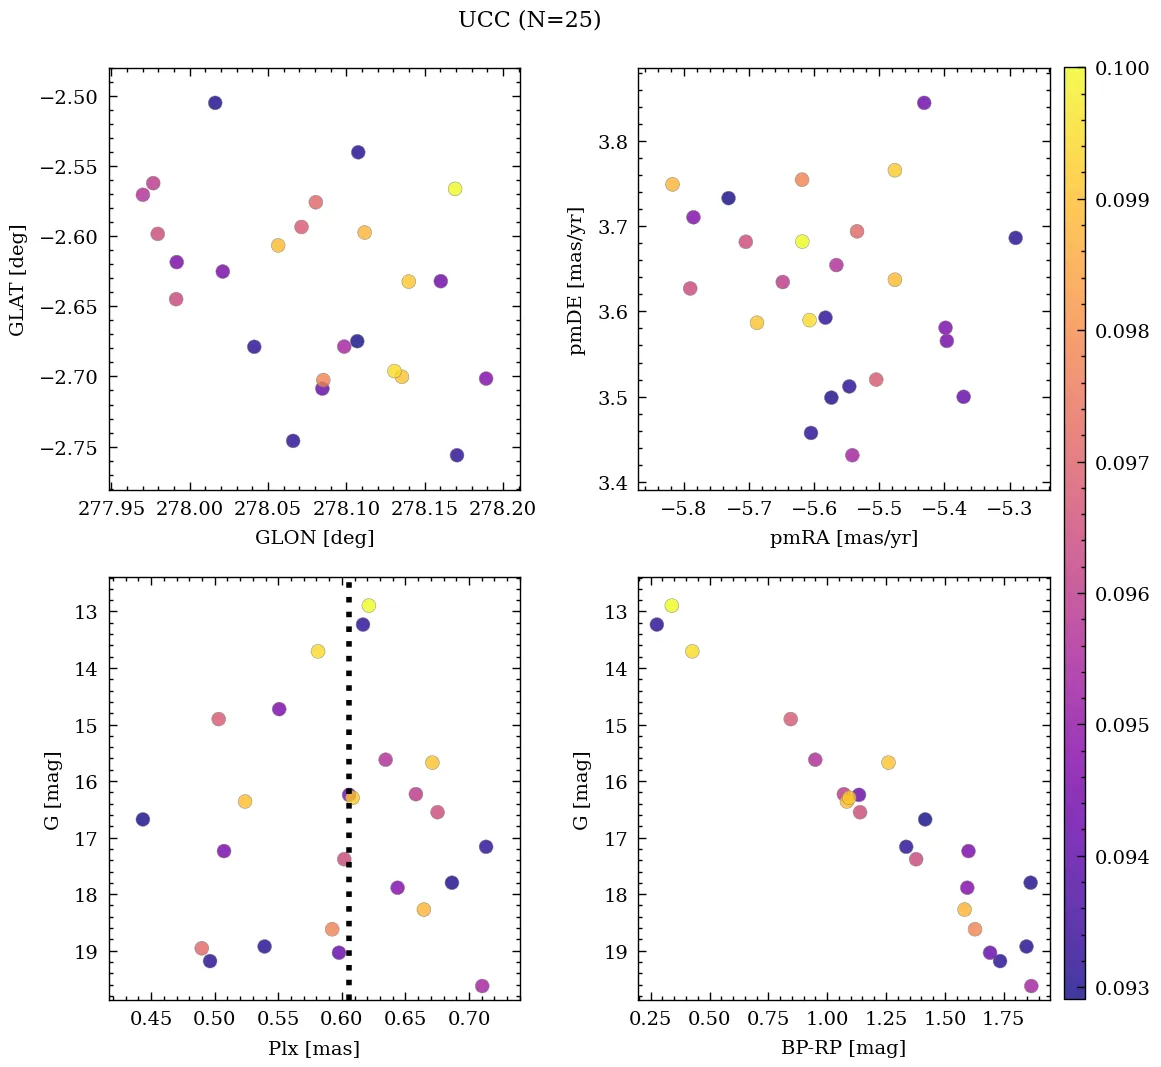 UCC (N=25)
−2.50
−2.55
−2.60
−2.65
−2.70
−2.75
GLAT [deg]
277.95 278.00 278.05 278.10 278.15 278.20
GLON [deg]
3.8
3.7
3.6
3.5
3.4
pmDE [mas/yr]
−5.8 −5.7 −5.6 −5.5 −5.4 −5.3
pmRA [mas/yr]
13
14
15
16
17
18
19
G [mag]
0.45 0.50 0.55 0.60 0.65 0.70
Plx [mas]
13
14
15
16
17
18
19
G [mag]
0.25 0.50 0.75 1.00 1.25 1.50 1.75
BP-RP [mag]
0.100
0.099
0.098
0.097
0.096
0.095
0.094
0.093